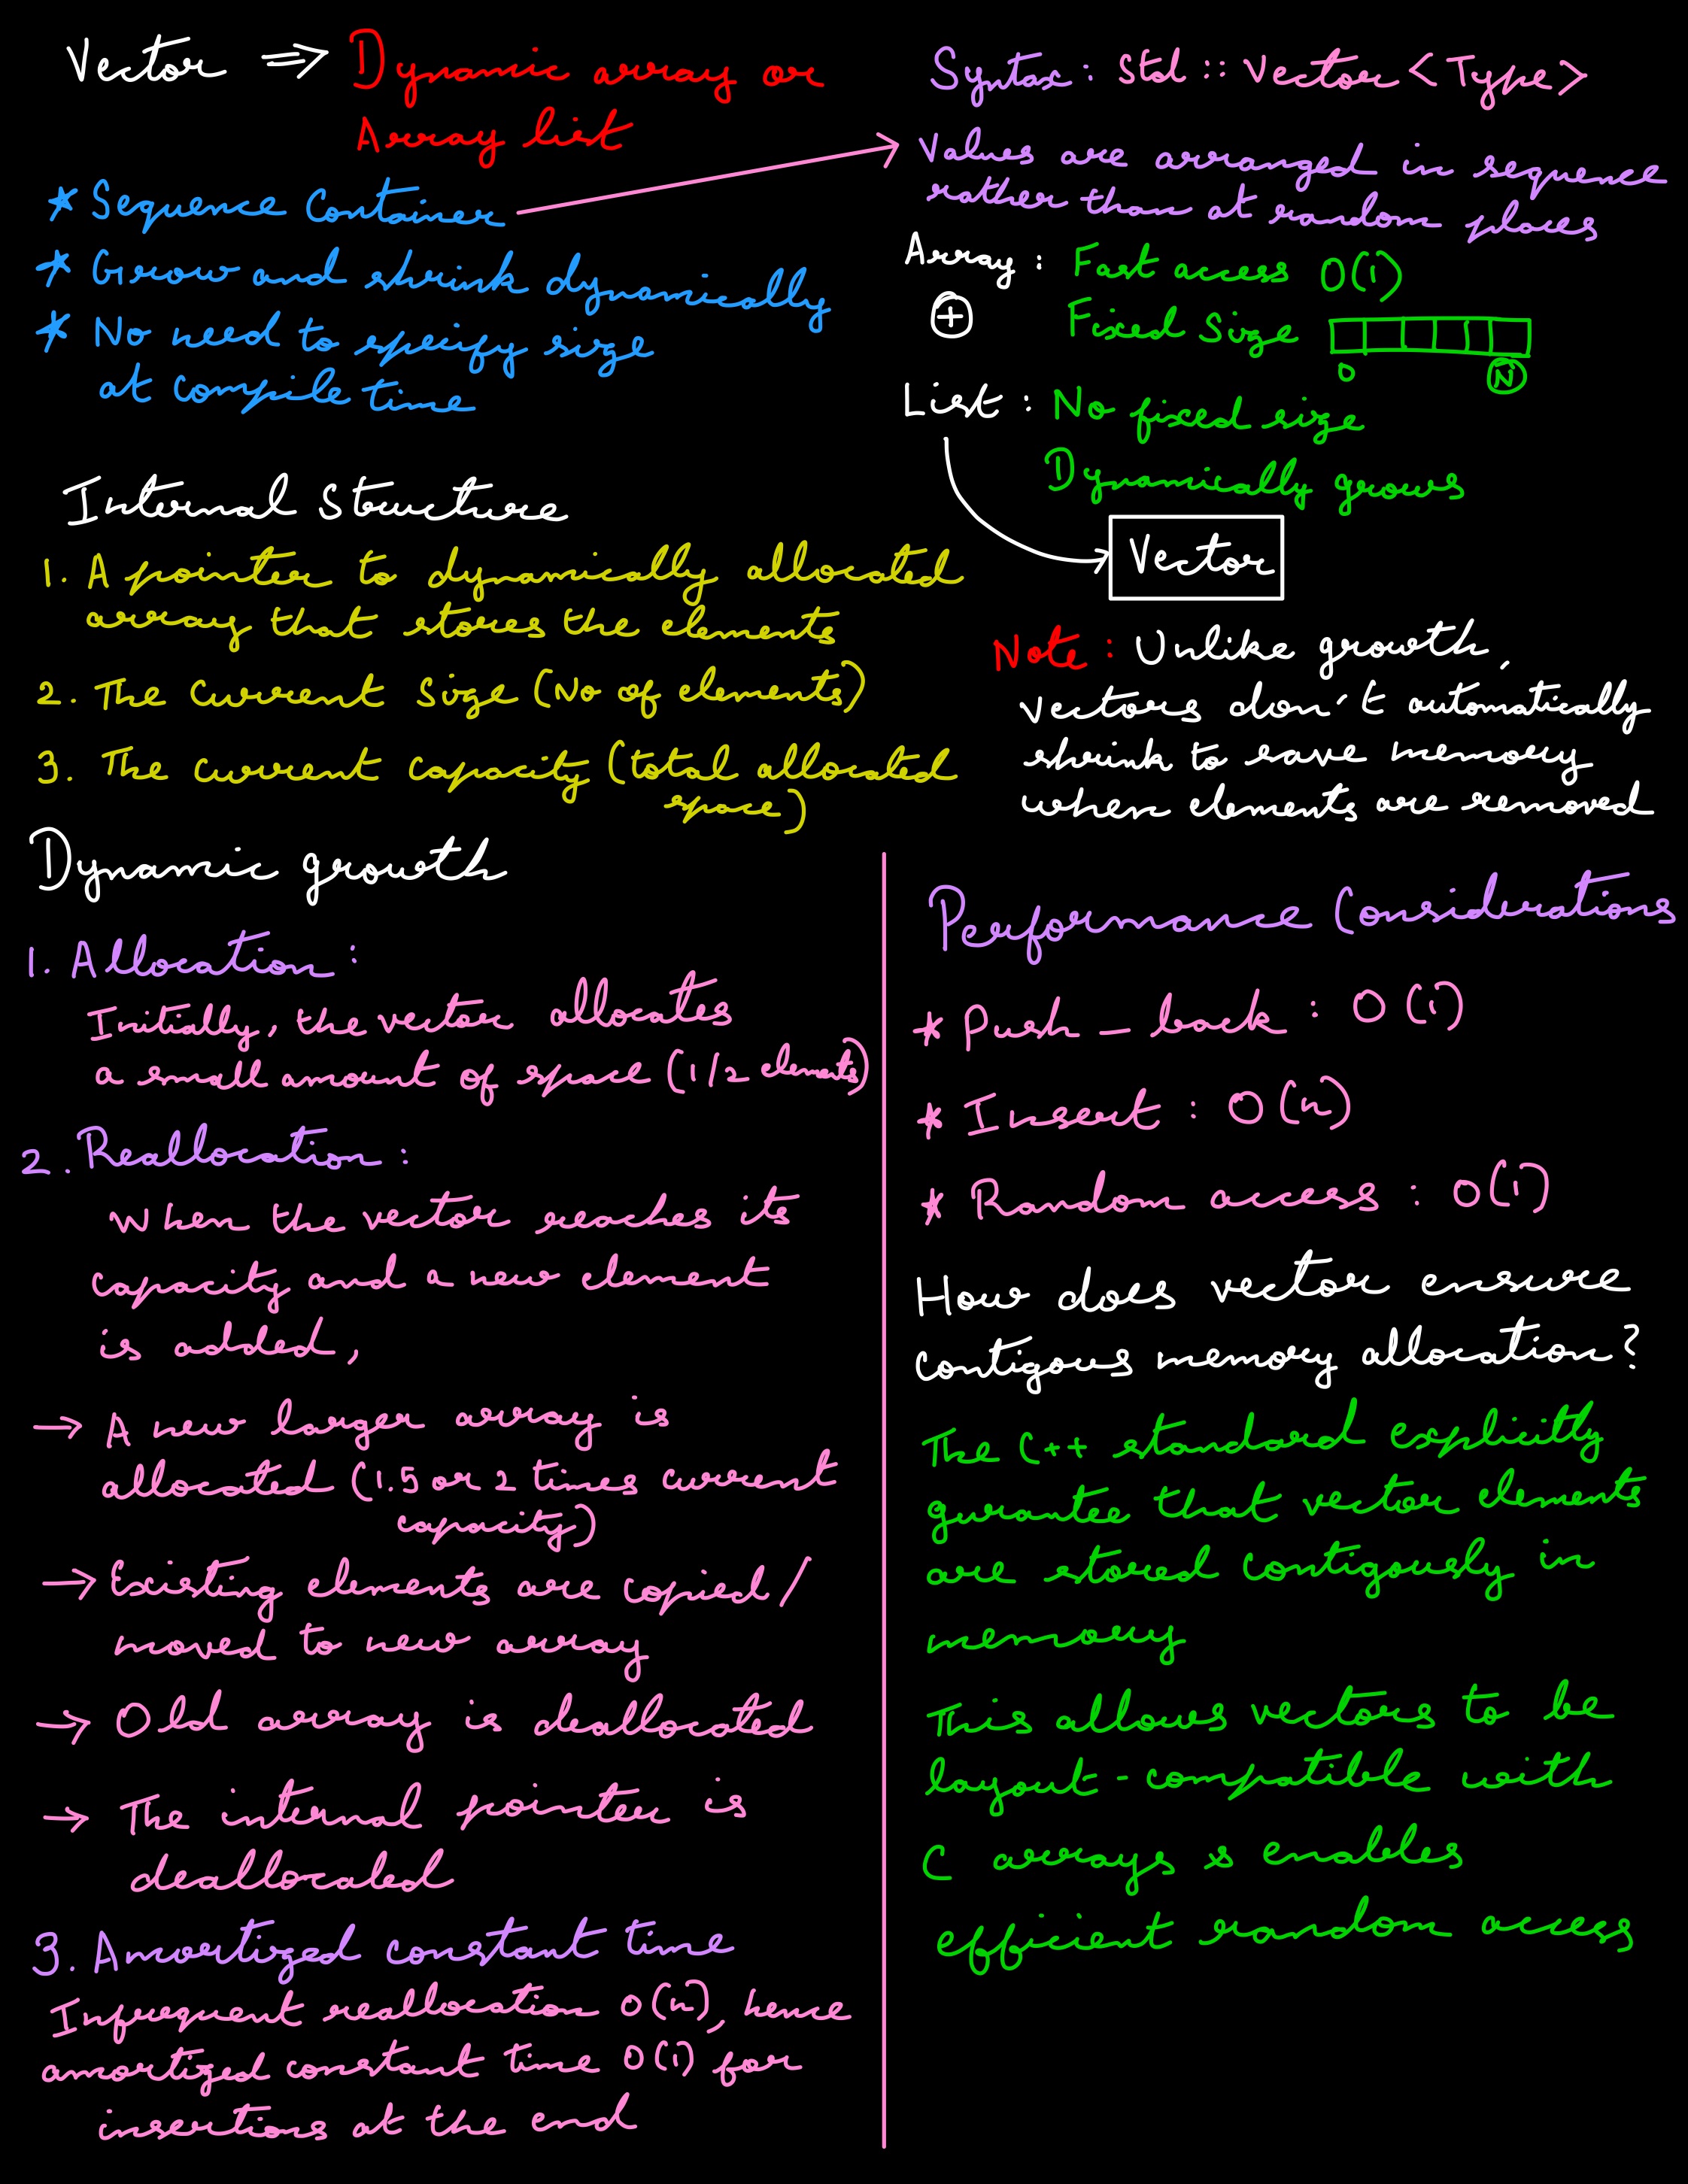 Vector ⇒ Dynamic array or
Array list
* Sequence Container
* Grow and shrink dynamically
* No need to specify size
at compile time
Syntax : Std :: Vector <Type>
Values are arranged in sequence
rather than at random places
Array : Fast access O(1)
+ Fixed Size
0 N
List : No fixed size
Dynamically grows
Vector
Internal Structure
1. A pointer to dynamically allocated
array that stores the elements
2. The Current Size (No of elements)
3. The current capacity (total allocated
space)
Note : Unlike growth,
vectors don't automatically
shrink to save memory
when elements are removed
Dynamic growth
1. Allocation :
Initially, the vector allocates
a small amount of space (1/2 elements)
2. Reallocation :
When the vector reaches its
capacity and a new element
is added,
→ A new larger array is
allocated (1.5 or 2 times current
capacity)
→ Existing elements are copied /
moved to new array
→ Old array is deallocated
→ The internal pointer is
deallocated
3. Amortized constant time
Infrequent reallocation O(n), hence
amortized constant time O(1) for
insertions at the end
Performance Considerations
* Push _ back : O (1)
* Insert : O (n)
* Random access : O(1)
How does vector ensure
contigous memory allocation?
The C++ standard explicitly
gurantee that vector elements
are stored contigously in
memory
This allows vectors to be
layout-compatible with
C arrays & enables
efficient random access